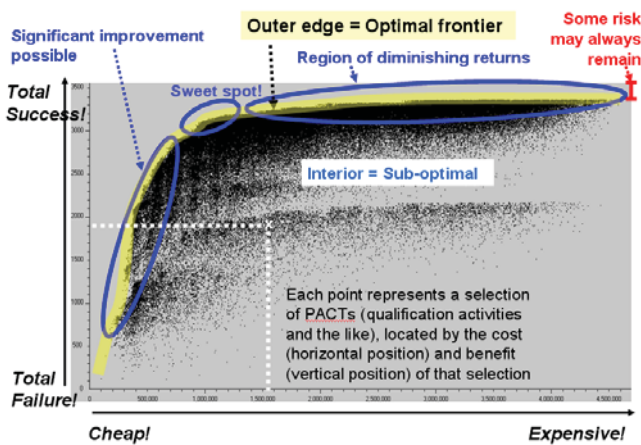 Significant improvement
possible
Outer edge = Optimal frontier
Some risk
may always
remain
Region of diminishing returns
Sweet spot!
Total
Success!
3500
3000
2500
2000
1500
1000
500
0
Interior = Sub-optimal
Each point represents a selection
of PACTs (qualification activities
and the like), located by the cost
(horizontal position) and benefit
(vertical position) of that selection
Total
Failure!
500,000
1,000,000
1,500,000
2,000,000
2,500,000
3,000,000
3,500,000
4,000,000
4,500,000
Cheap!
Expensive!